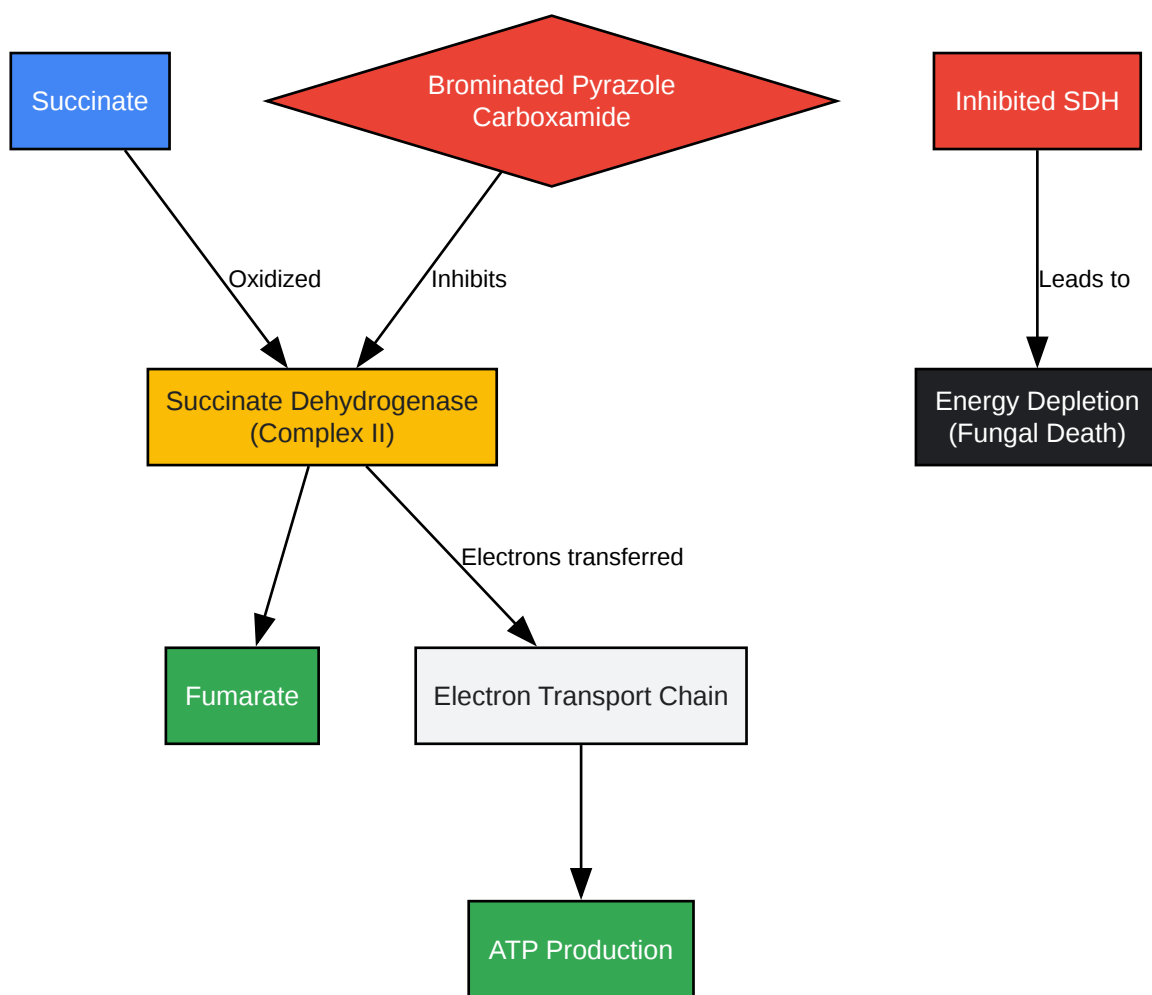 Succinate
Brominated Pyrazole
Carboxamide
Inhibited SDH
Oxidized
Inhibits
Leads to
Succinate Dehydrogenase
(Complex II)
Energy Depletion
(Fungal Death)
Electrons transferred
Fumarate
Electron Transport Chain
ATP Production